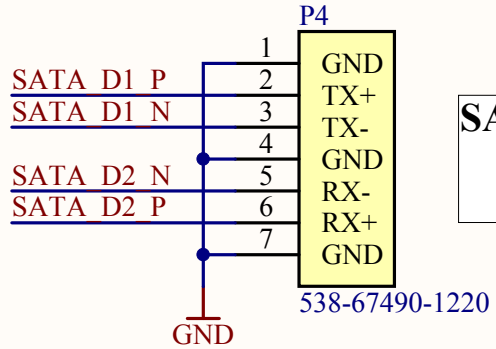 P4
1 GND
SATA_D1_P 2 TX+
SATA_D1_N 3 TX-
4 GND
SATA_D2_N 5 RX-
SATA_D2_P 6 RX+
7 GND
538-67490-1220
GND